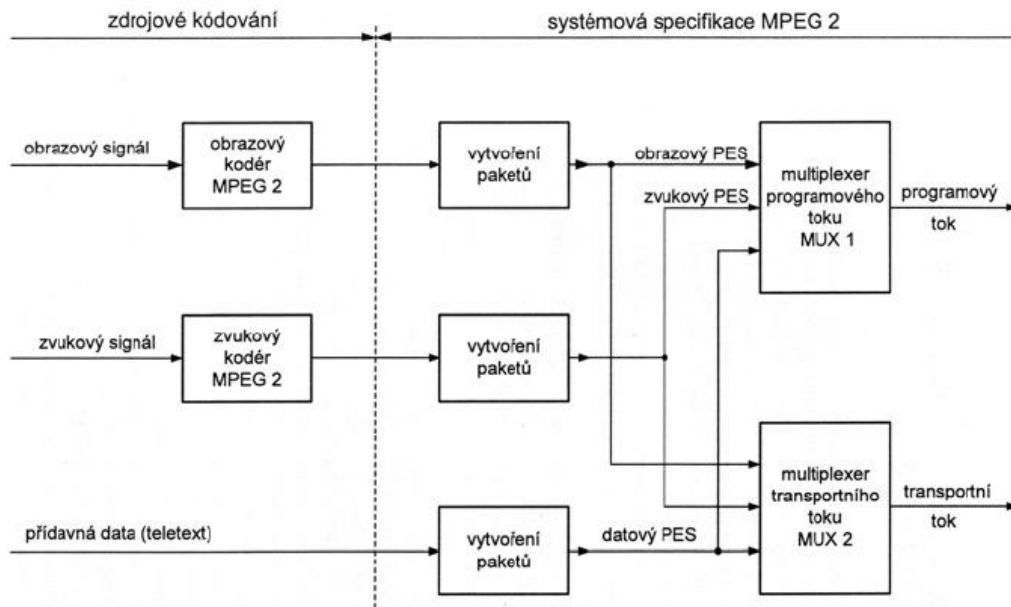 zdrojové kódování
systémová specifikace MPEG 2
obrazový signál
obrazový
kodér
MPEG 2
vytvoření
paketů
obrazový PES
zvukový PES
multiplexer
programového
toku
MUX 1
programový
tok
zvukový signál
zvukový
kodér
MPEG 2
vytvoření
paketů
multiplexer
transportního
toku
MUX 2
transportní
tok
přídavná data (teletext)
vytvoření
paketů
datový PES